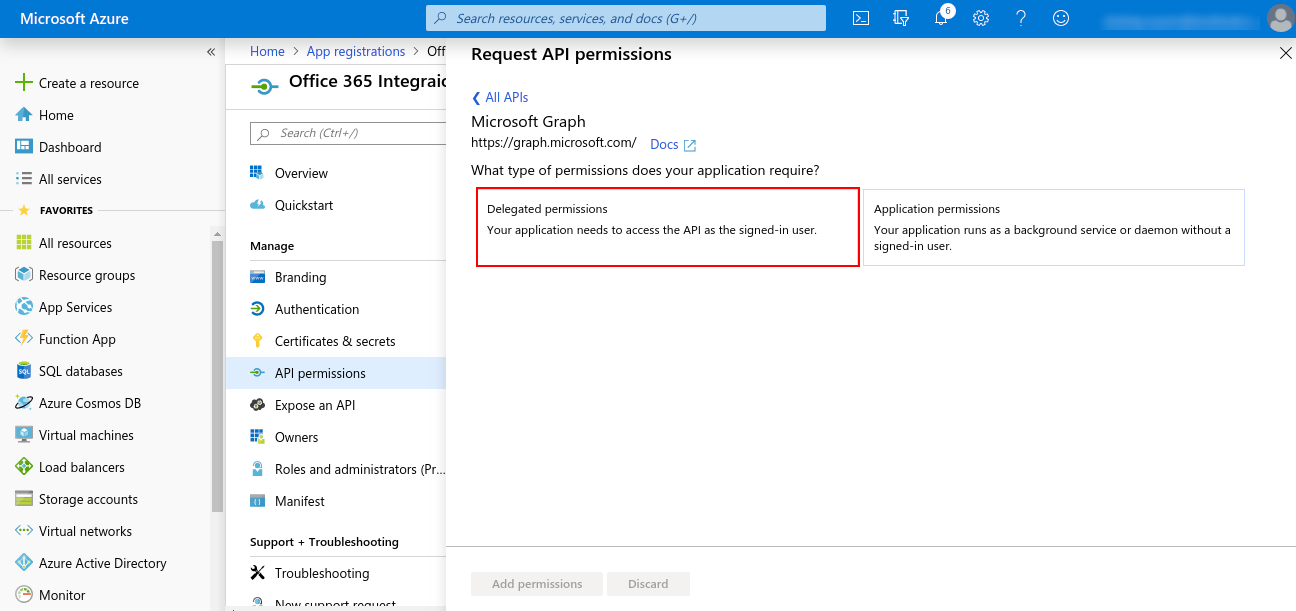 Microsoft Azure
Search resources, services, and docs (G+/)
6
«
Create a resource
Home
Dashboard
All services
FAVORITES
All resources
Resource groups
App Services
Function App
SQL databases
Azure Cosmos DB
Virtual machines
Load balancers
Storage accounts
Virtual networks
Azure Active Directory
Monitor
Home > App registrations > Off
Office 365 Integraic
Search (Ctrl+/)
Overview
Quickstart
Manage
Branding
Authentication
Certificates & secrets
API permissions
Expose an API
Owners
Roles and administrators (Pr...
Manifest
Support + Troubleshooting
Troubleshooting
New support request
Request API permissions
All APIs
Microsoft Graph
https://graph.microsoft.com/ Docs
What type of permissions does your application require?
Delegated permissions
Your application needs to access the API as the signed-in user.
Application permissions
Your application runs as a background service or daemon without a
signed-in user.
Add permissions
Discard